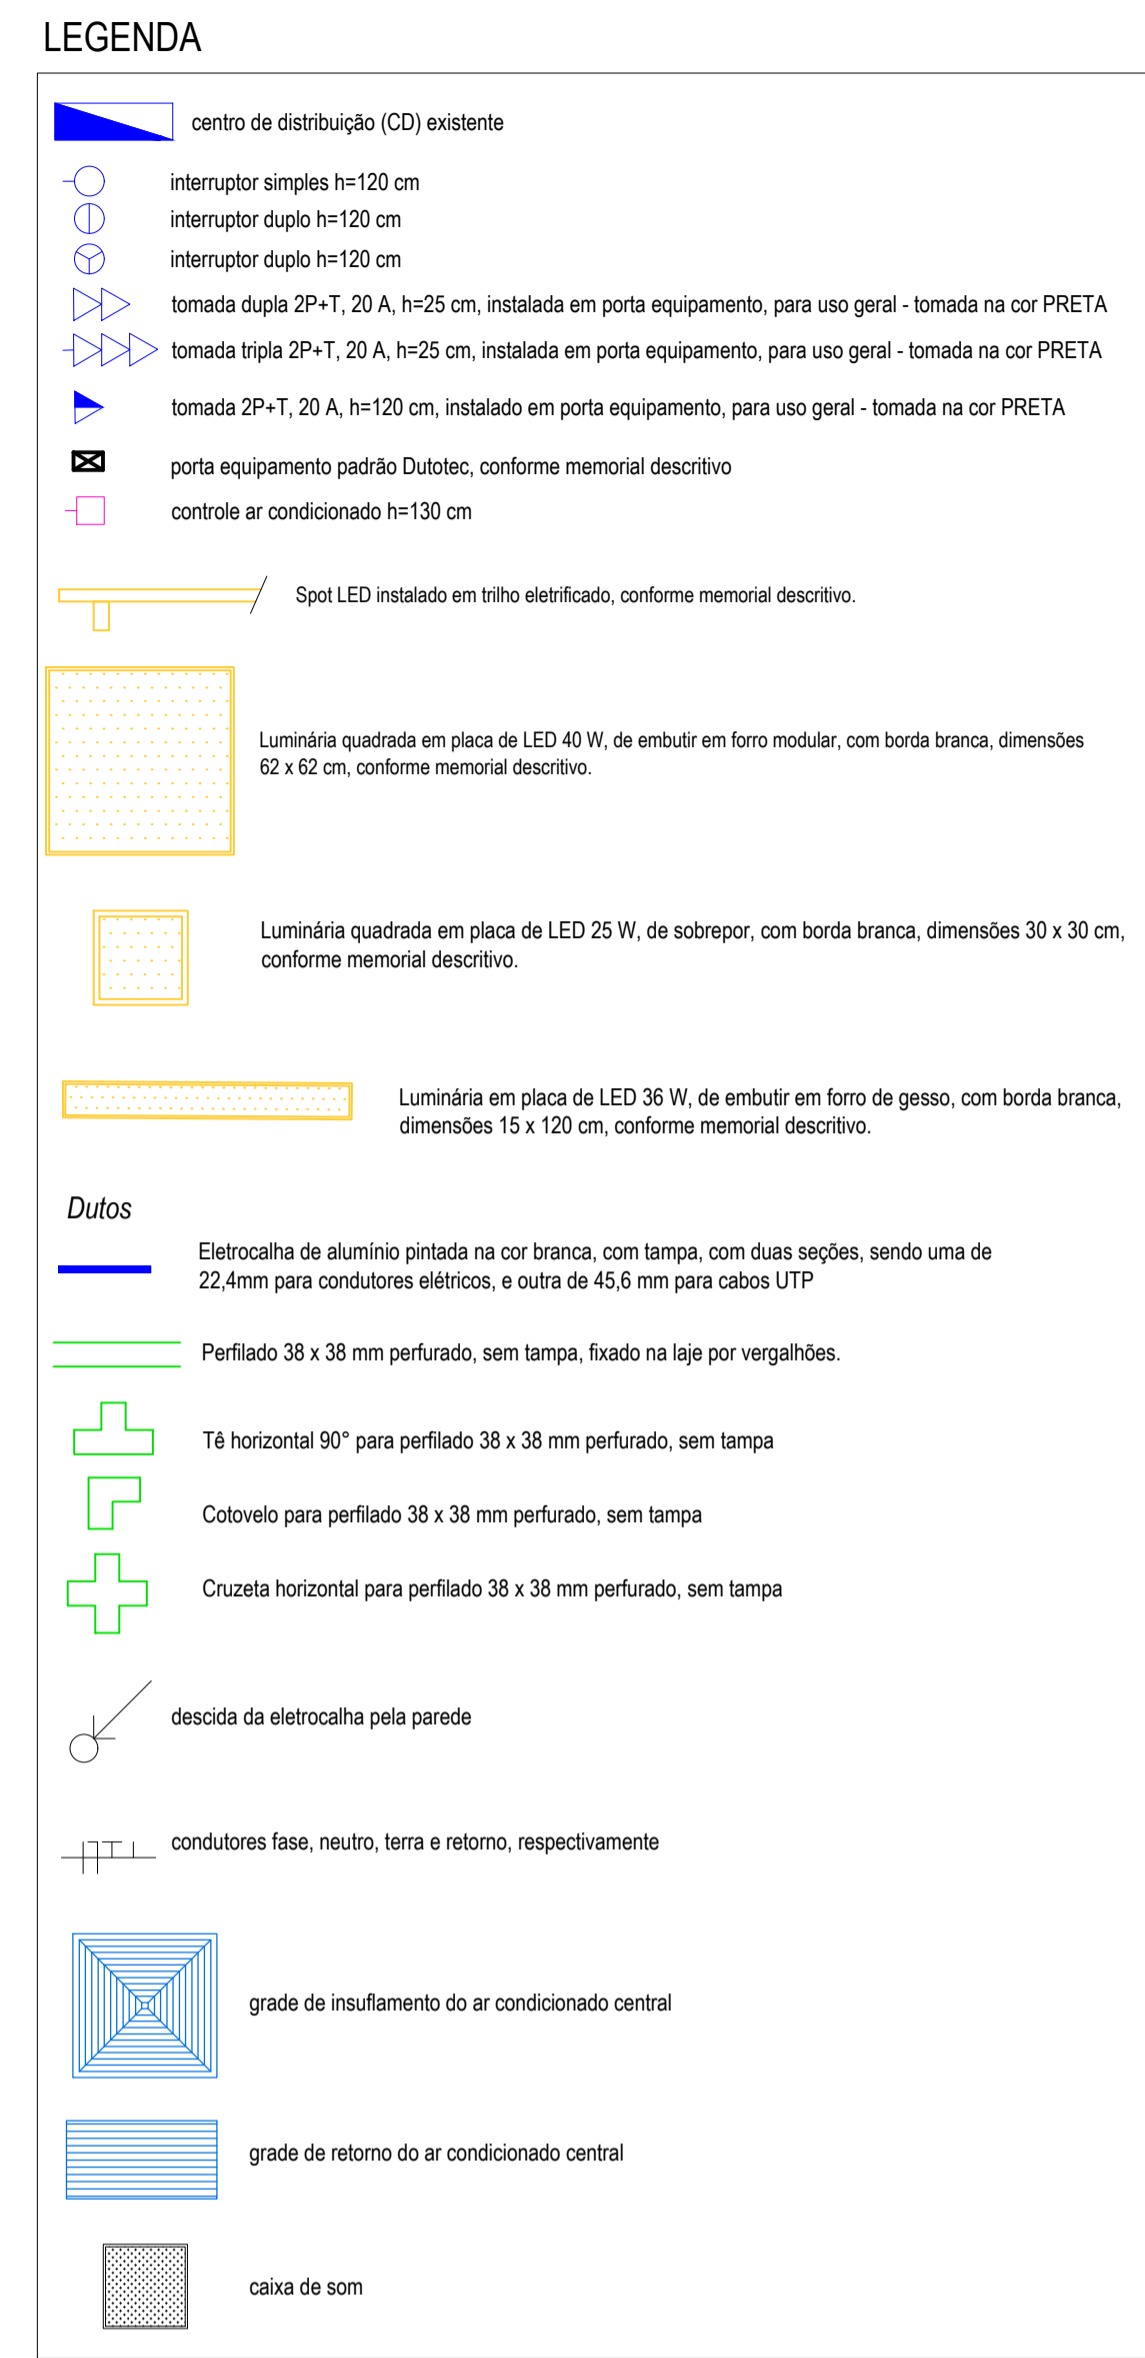 LEGENDA
centro de distribuição (CD) existente
interruptor simples h=120 cm
interruptor duplo h=120 cm
interruptor duplo h=120 cm
tomada dupla 2P+T, 20 A, h=25 cm, instalada em porta equipamento, para uso geral - tomada na cor PRETA
tomada tripla 2P+T, 20 A, h=25 cm, instalada em porta equipamento, para uso geral - tomada na cor PRETA
tomada 2P+T, 20 A, h=120 cm, instalado em porta equipamento, para uso geral - tomada na cor PRETA
porta equipamento padrão Dutotec, conforme memorial descritivo
controle ar condicionado h=130 cm
Spot LED instalado em trilho eletrificado, conforme memorial descritivo.
Luminária quadrada em placa de LED 40 W, de embutir em forro modular, com borda branca, dimensões
62 x 62 cm, conforme memorial descritivo.
Luminária quadrada em placa de LED 25 W, de sobrepor, com borda branca, dimensões 30 x 30 cm,
conforme memorial descritivo.
Luminária em placa de LED 36 W, de embutir em forro de gesso, com borda branca,
dimensões 15 x 120 cm, conforme memorial descritivo.
Dutos
Eletrocalha de alumínio pintada na cor branca, com tampa, com duas seções, sendo uma de
22,4mm para condutores elétricos, e outra de 45,6 mm para cabos UTP
Perfilado 38 x 38 mm perfurado, sem tampa, fixado na laje por vergalhões.
Tê horizontal 90° para perfilado 38 x 38 mm perfurado, sem tampa
Cotovelo para perfilado 38 x 38 mm perfurado, sem tampa
Cruzeta horizontal para perfilado 38 x 38 mm perfurado, sem tampa
descida da eletrocalha pela parede
condutores fase, neutro, terra e retorno, respectivamente
grade de insuflamento do ar condicionado central
grade de retorno do ar condicionado central
caixa de som